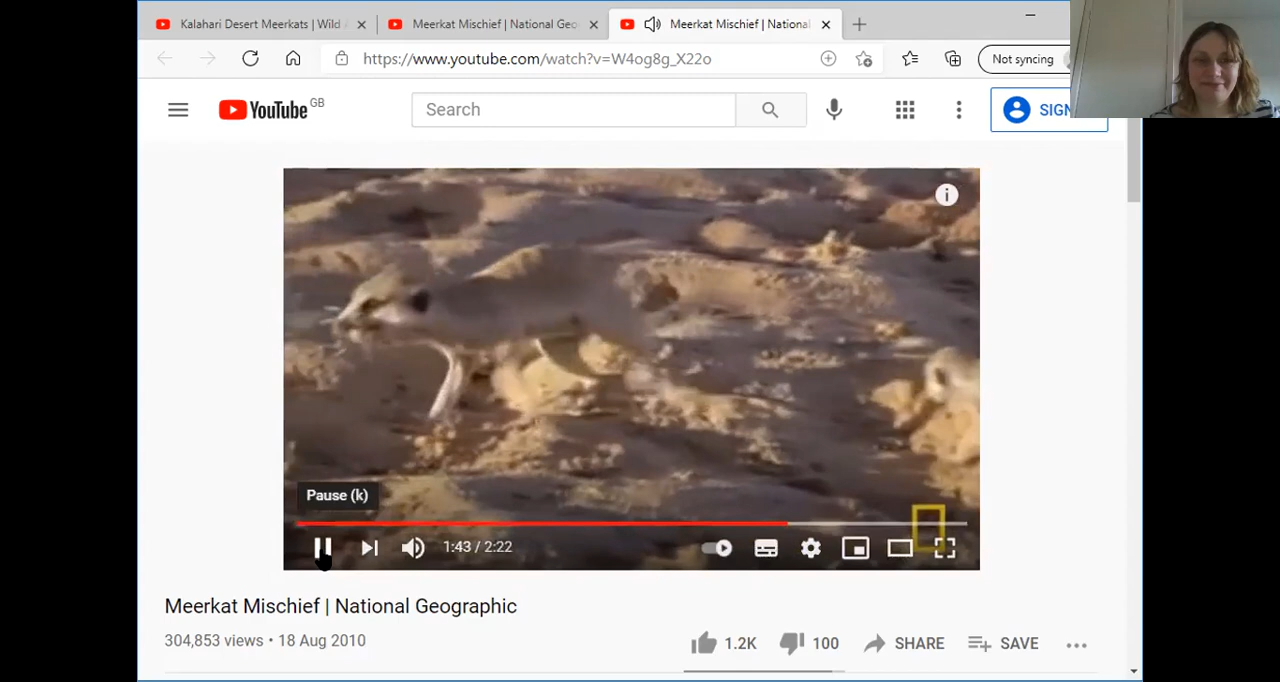 Kalahari Desert Meerkats | Wild
Meerkat Mischief | National Geo
Meerkat Mischief | National
https://www.youtube.com/watch?v=W4og8g_X22o
Not syncing
YouTube GB
Search
SIGN
i
Pause (k)
1:43 / 2:22
Meerkat Mischief | National Geographic
304,853 views • 18 Aug 2010
1.2K
100
SHARE
SAVE